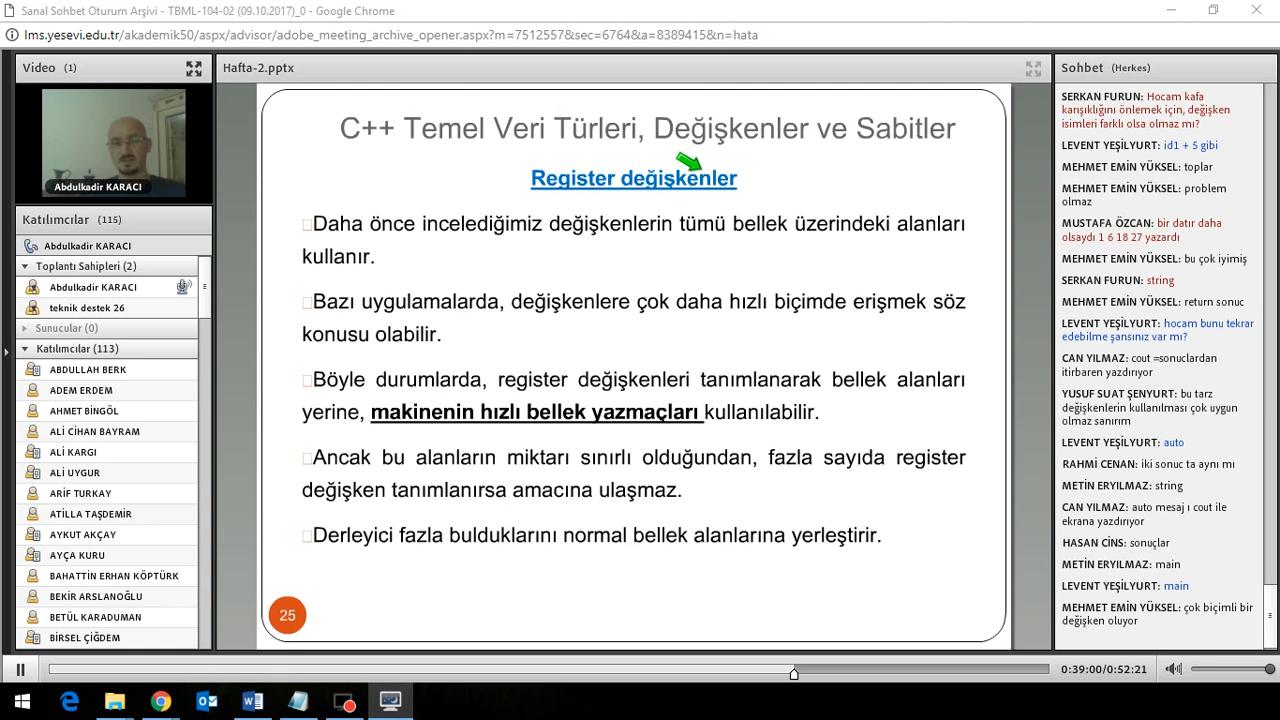 Sanal Sohbet Oturum Arşivi - TBML-104-02 (09.10.2017)_0 - Google Chrome
lms.yesevi.edu.tr/akademik50/aspx/advisor/adobe_meeting_archive_opener.aspx?m=7512557&sec=6764&a=8389415&n=hata
Video (1)
Abdulkadir KARACI
Katılımcılar (115)
Abdulkadir KARACI
Toplantı Sahipleri (2)
Abdulkadir KARACI
teknik destek 26
Sunucular (0)
Katılımcılar (113)
ABDULLAH BERK
ADEM ERDEM
AHMET BİNGÖL
ALİ CİHAN BAYRAM
ALİ KARGI
ALİ UYGUR
ARİF TURKAY
ATİLLA TAŞDEMİR
AYKUT AKÇAY
AYÇA KURU
BAHATTİN ERHAN KÖPTÜRK
BEKİR ARSLANOĞLU
BETÜL KARADUMAN
BİRSEL ÇİĞDEM
Hafta-2.pptx
C++ Temel Veri Türleri, Değişkenler ve Sabitler
Register değişkenler
Daha önce incelediğimiz değişkenlerin tümü bellek üzerindeki alanları
kullanır.
Bazı uygulamalarda, değişkenlere çok daha hızlı biçimde erişmek söz
konusu olabilir.
Böyle durumlarda, register değişkenleri tanımlanarak bellek alanları
yerine, makinenin hızlı bellek yazmaçları kullanılabilir.
Ancak bu alanların miktarı sınırlı olduğundan, fazla sayıda register
değişken tanımlanırsa amacına ulaşmaz.
Derleyici fazla bulduklarını normal bellek alanlarına yerleştirir.
25
Sohbet (Herkes)
SERKAN FURUN: Hocam kafa
karışıklığını önlemek için, değişken
isimleri farklı olsa olmaz mı?
LEVENT YEŞİLYURT: id1 + 5 gibi
MEHMET EMİN YÜKSEL: toplar
MEHMET EMİN YÜKSEL: problem
olmaz
MUSTAFA ÖZCAN: bir datır daha
olsaydı 1 6 18 27 yazardı
MEHMET EMİN YÜKSEL: bu çok iyimiş
SERKAN FURUN: string
MEHMET EMİN YÜKSEL: return sonuc
LEVENT YEŞİLYURT: hocam bunu tekrar
edebilme şansınız var mı?
CAN YILMAZ: cout =sonuclardan
itirbaren yazdırıyor
YUSUF SUAT ŞENYURT: bu tarz
değişkenlerin kullanılması çok uygun
olmaz sanırım
LEVENT YEŞİLYURT: auto
RAHMİ CENAN: iki sonuc ta aynı mı
METİN ERYILMAZ: string
CAN YILMAZ: auto mesaj ı cout ile
ekrana yazdırıyor
HASAN CİNS: sonuçlar
METİN ERYILMAZ: main
LEVENT YEŞİLYURT: main
MEHMET EMİN YÜKSEL: çok biçimli bir
değişken oluyor
0:39:00/0:52:21